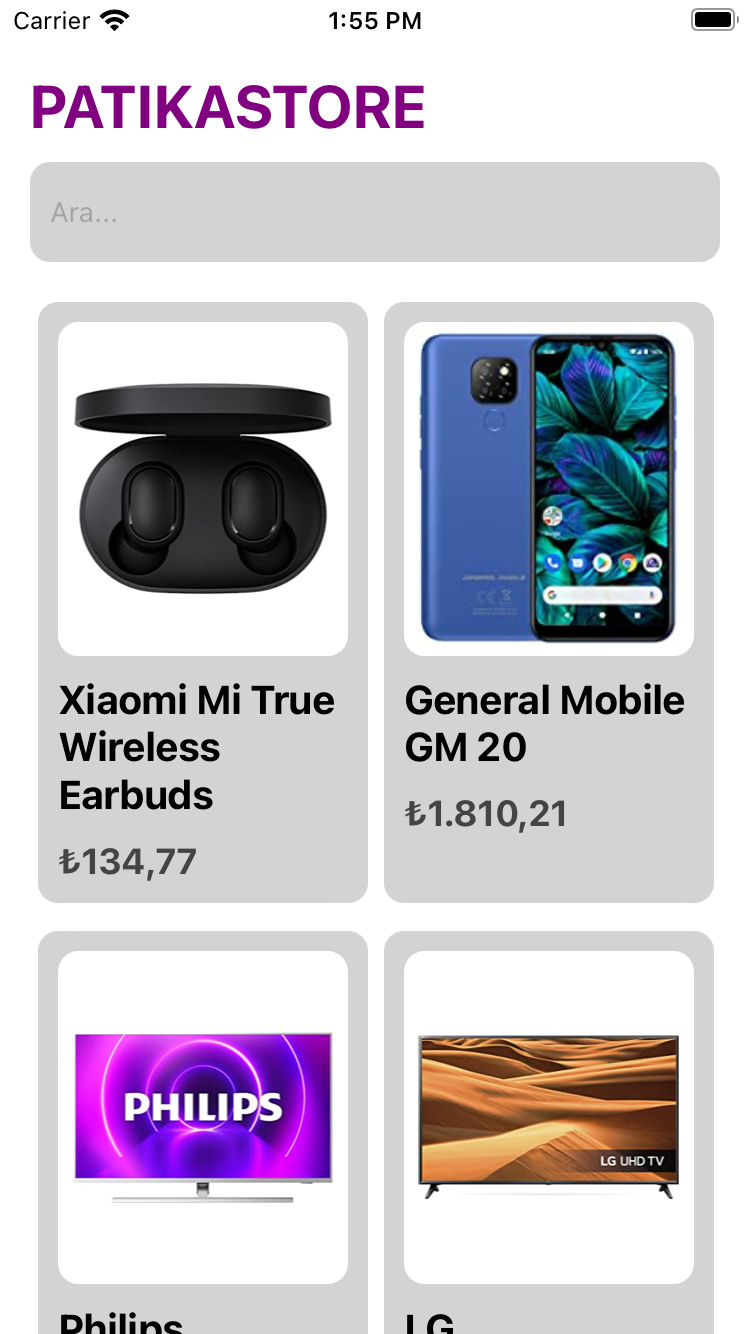 Carrier
1:55 PM
PATIKASTORE
Ara...
Xiaomi Mi True
Wireless
Earbuds
₺134,77
General Mobile
GM 20
₺1.810,21
PHILIPS
LG UHD TV
Philips
LG